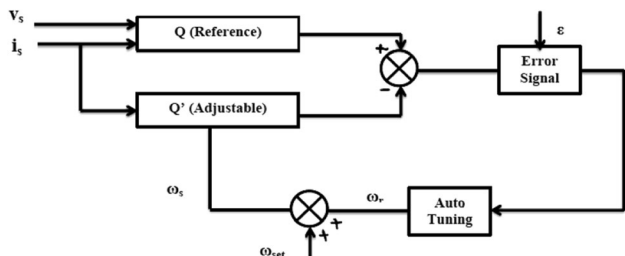 vs
is
Q (Reference)
+
-
ε
Error
Signal
Q' (Adjustable)
ωs
ωr
Auto
Tuning
+
+
ωset